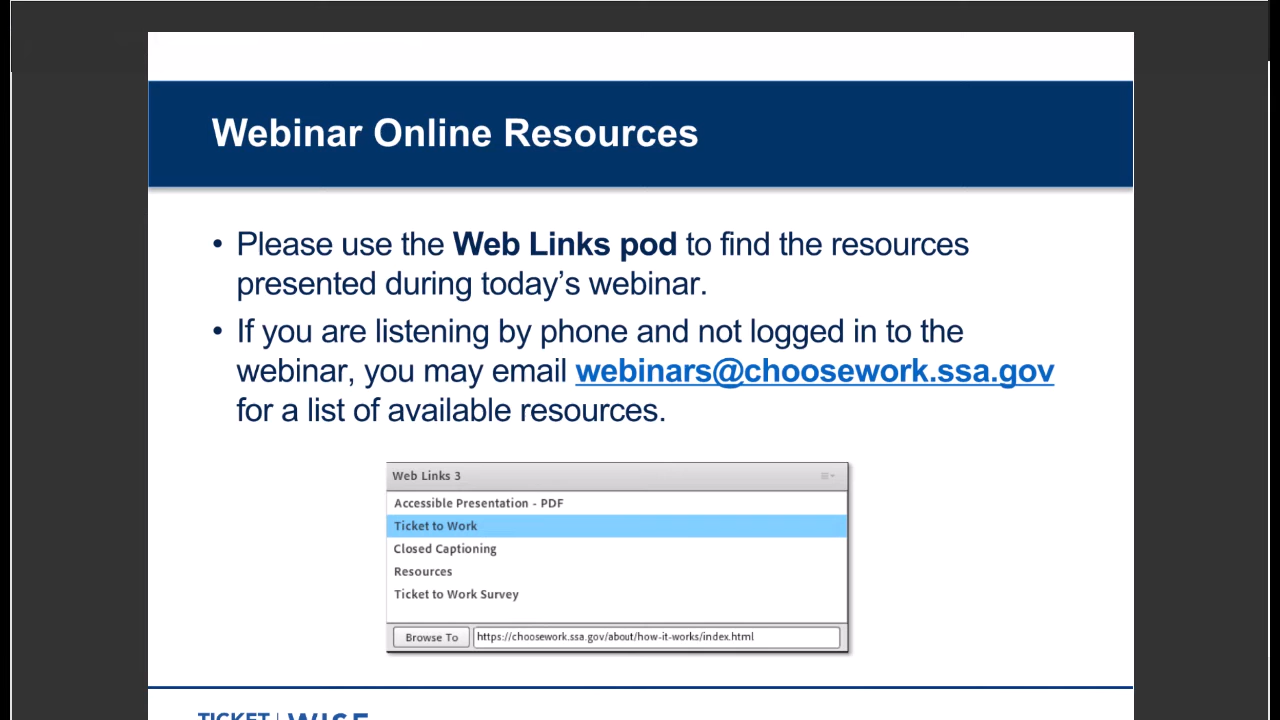 Webinar Online Resources
• Please use the Web Links pod to find the resources
presented during today's webinar.
• If you are listening by phone and not logged in to the
webinar, you may email webinars@choosework.ssa.gov
for a list of available resources.
Web Links 3
Accessible Presentation - PDF
Ticket to Work
Closed Captioning
Resources
Ticket to Work Survey
Browse To https://choosework.ssa.gov/about/how-it-works/index.html
TICKET | WISE